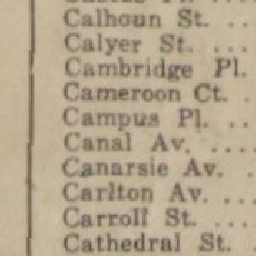 Calhoun St. ..
Calyer St. ...
Cambridge Pl.
Cameroon Ct. .
Campus Pl. ..
Canal Av. ....
Canarsie Av. .
Carlton Av. ...
Carroll St. ....
Cathedral St. .